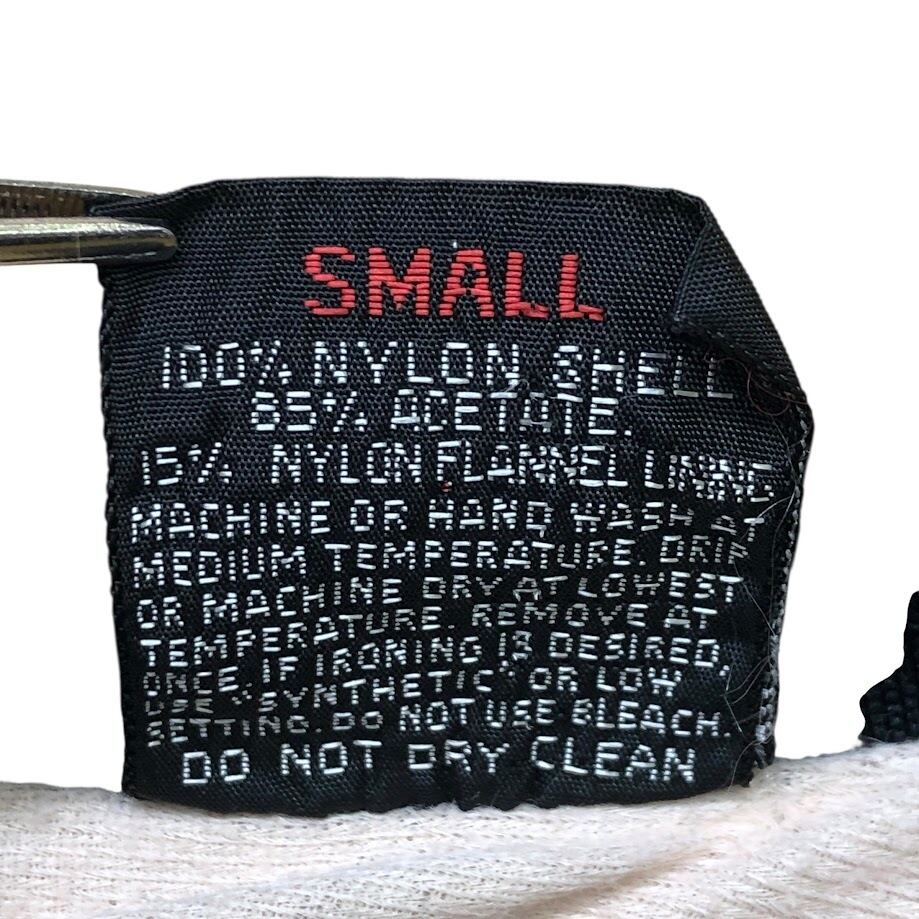 SMALL
100% NYLON SHELL
85% ACETATE.
15% NYLON FLANNEL LINING
MACHINE OR HAND WASH AT
MEDIUM TEMPERATURE. DRIP
OR MACHINE DRY AT LOWEST
TEMPERATURE. REMOVE AT
ONCE. IF IRONING IS DESIRED,
USE "SYNTHETIC" OR LOW
SETTING. DO NOT USE BLEACH.
DO NOT DRY CLEAN